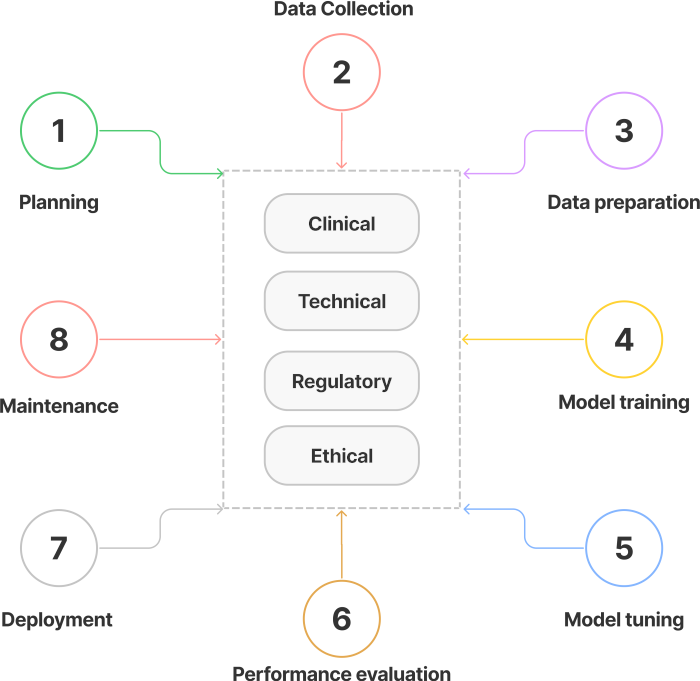 Data Collection
2
1
3
Planning
Data preparation
Clinical
Technical
Regulatory
Ethical
8
4
Maintenance
Model training
7
5
Deployment
Model tuning
6
Performance evaluation